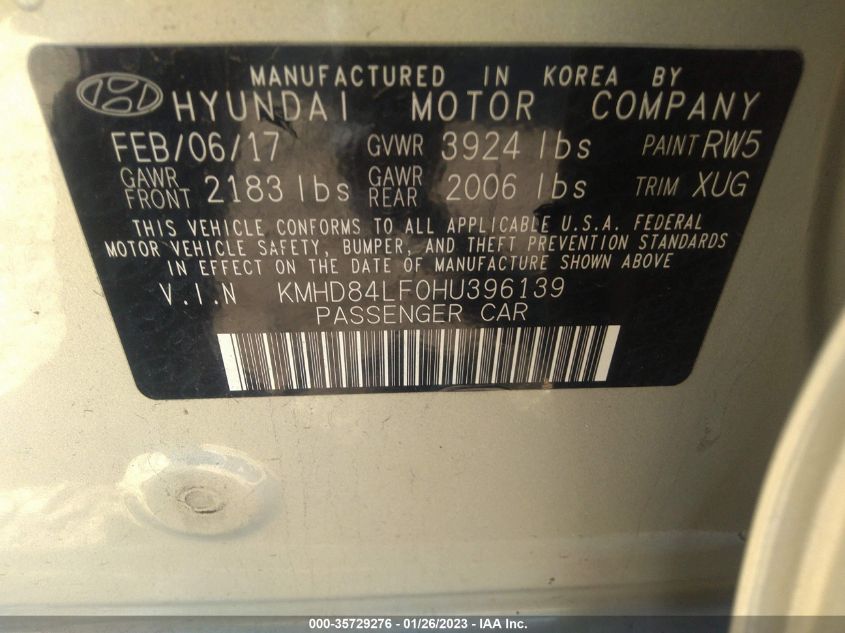 MANUFACTURED IN KOREA BY
HYUNDAI MOTOR COMPANY
FEB/06/17 GVWR 3924 lbs PAINT RW5
GAWR FRONT 2183 lbs GAWR REAR 2006 lbs TRIM XUG
THIS VEHICLE CONFORMS TO ALL APPLICABLE U.S.A. FEDERAL
MOTOR VEHICLE SAFETY, BUMPER, AND THEFT PREVENTION STANDARDS
IN EFFECT ON THE DATE OF MANUFACTURE SHOWN ABOVE
V.I.N KMHD84LF0HU396139
PASSENGER CAR
000-35729276 - 01/26/2023 - IAA Inc.